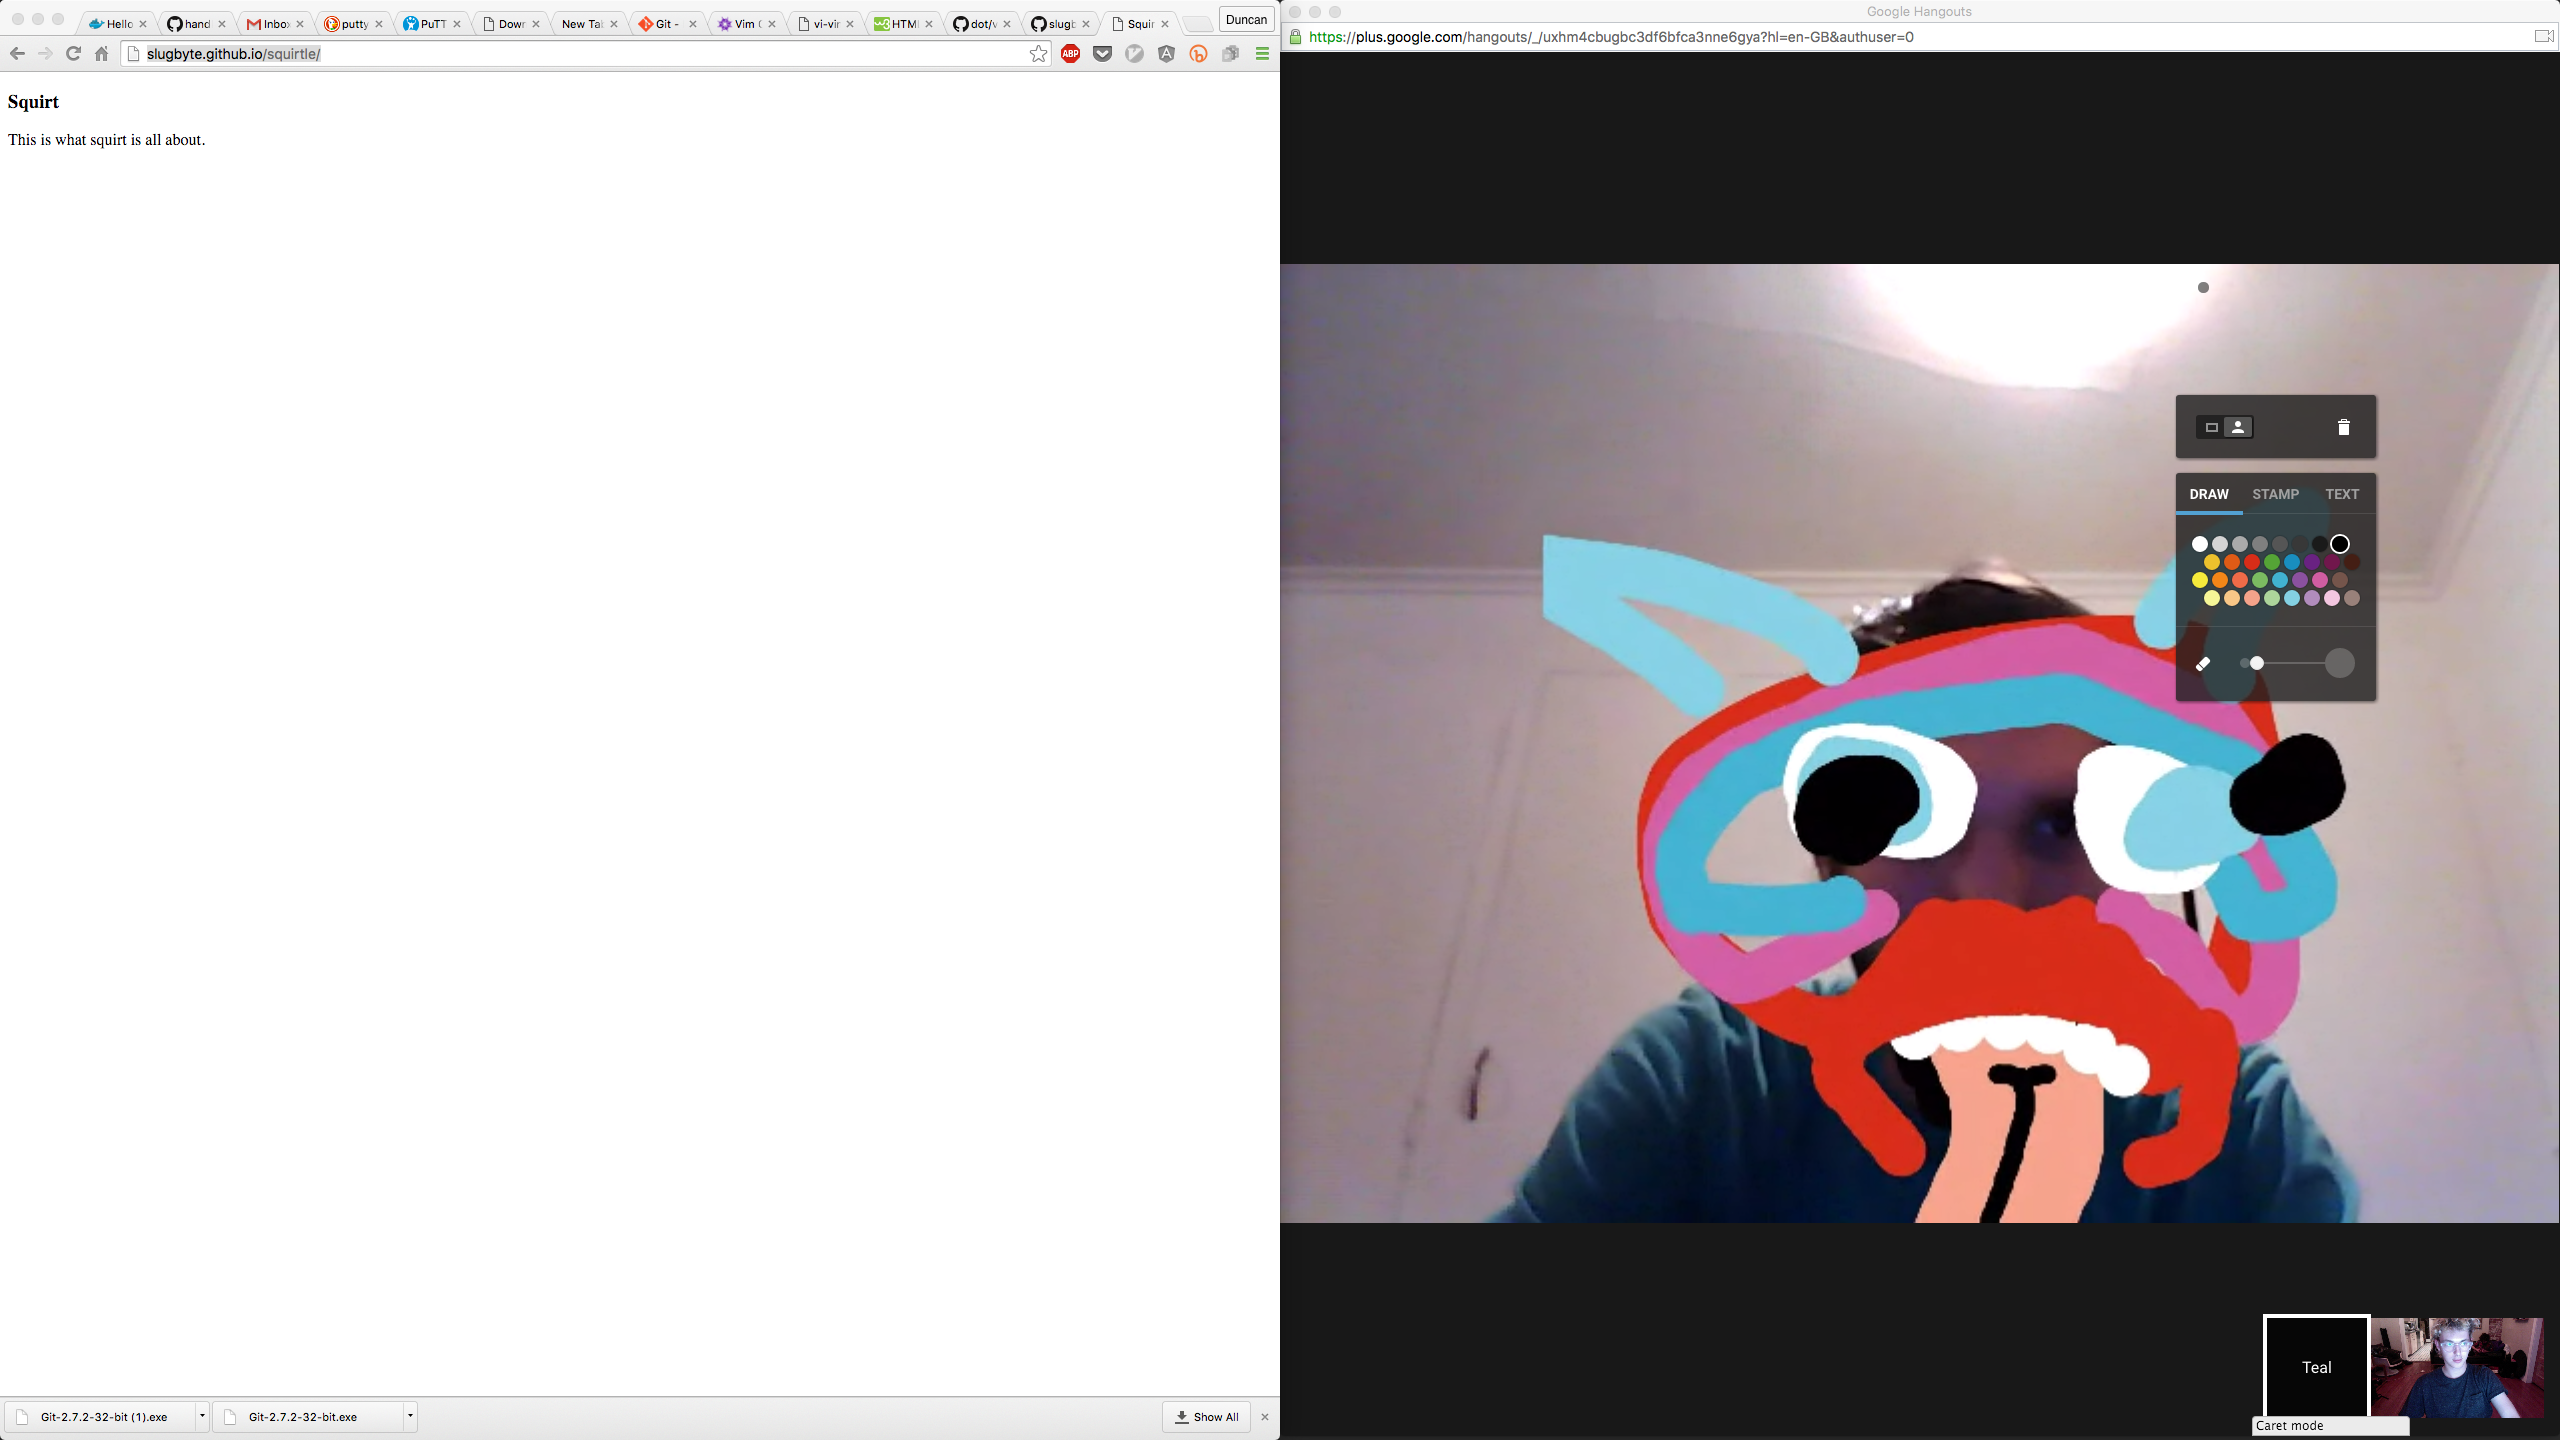 Hello
hand
Inbox
putty
PuTT
Dowr
New Ta
Git -
Vim (
vi-vir
HTMl
dot/v
slugb
Squir
Duncan
slugbyte.github.io/squirtle/
ABP
Squirt
This is what squirt is all about.
Git-2.7.2-32-bit (1).exe
Git-2.7.2-32-bit.exe
Show All
Google Hangouts
https://plus.google.com/hangouts/_/uxhm4cbugbc3df6bfca3nne6gya?hl=en-GB&authuser=0
DRAW STAMP TEXT
Teal
Caret mode